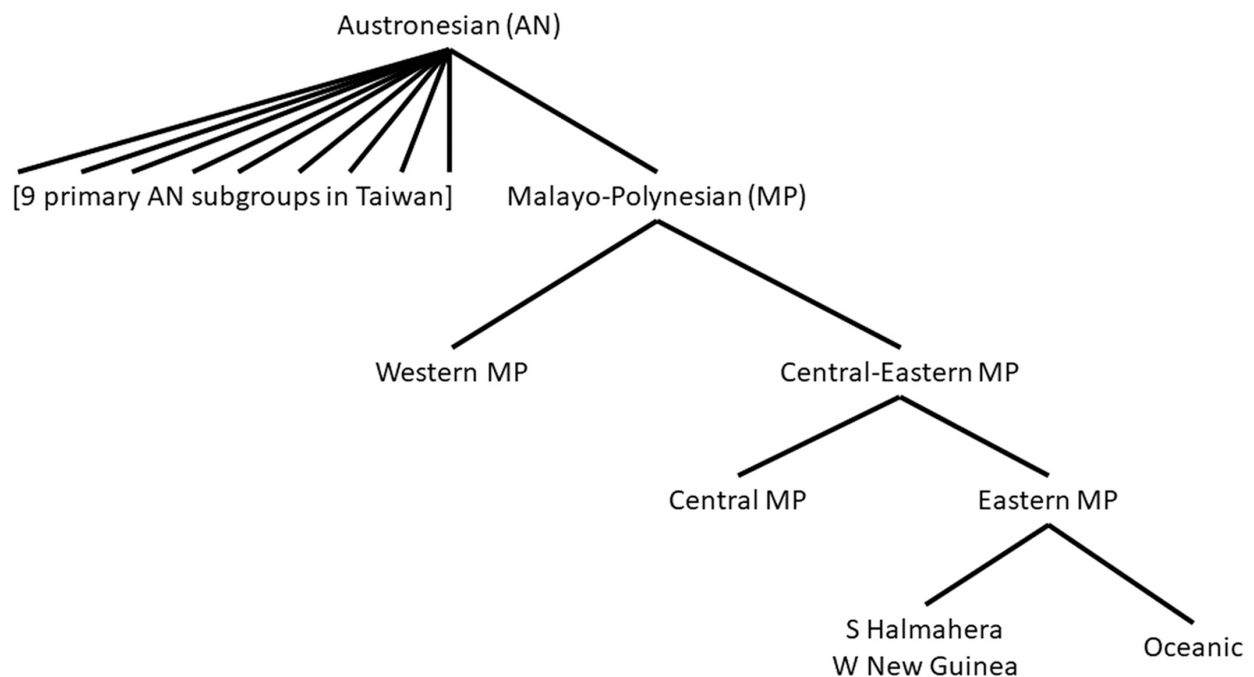 Austronesian (AN)
[9 primary AN subgroups in Taiwan]
Malayo-Polynesian (MP)
Western MP
Central-Eastern MP
Central MP
Eastern MP
S Halmahera
W New Guinea
Oceanic